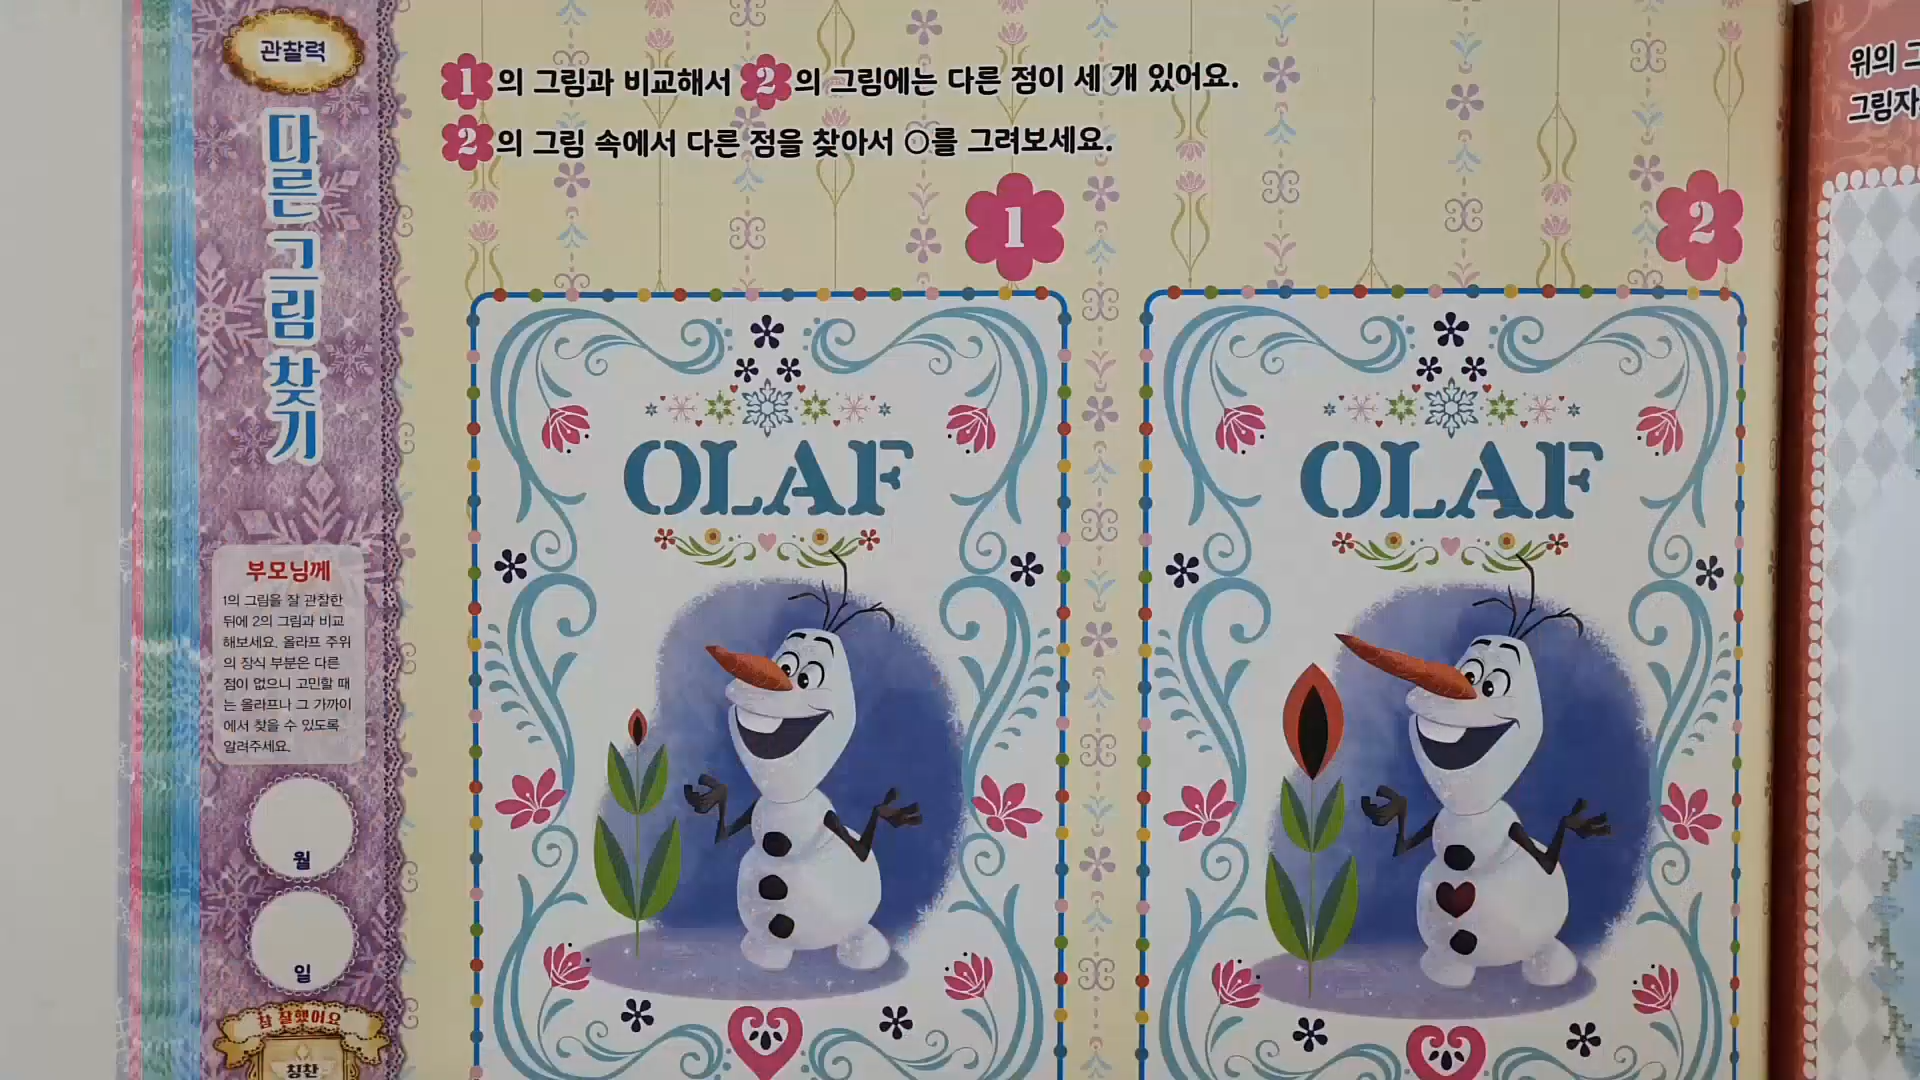 관찰력
다른 그림 찾기
1의 그림과 비교해서 2의 그림에는 다른 점이 세 개 있어요.
2의 그림 속에서 다른 점을 찾아서 ○를 그려보세요.
1
2
OLAF
OLAF
부모님께
1의 그림을 잘 관찰한
뒤에 2의 그림과 비교
해보세요. 올라프 주위
의 장식 부분은 다른
점이 없으니 고민할 때
는 올라프나 그 가까이
에서 찾을 수 있도록
알려주세요.
월
일
참 잘했어요
칭찬
위의 그
그림자